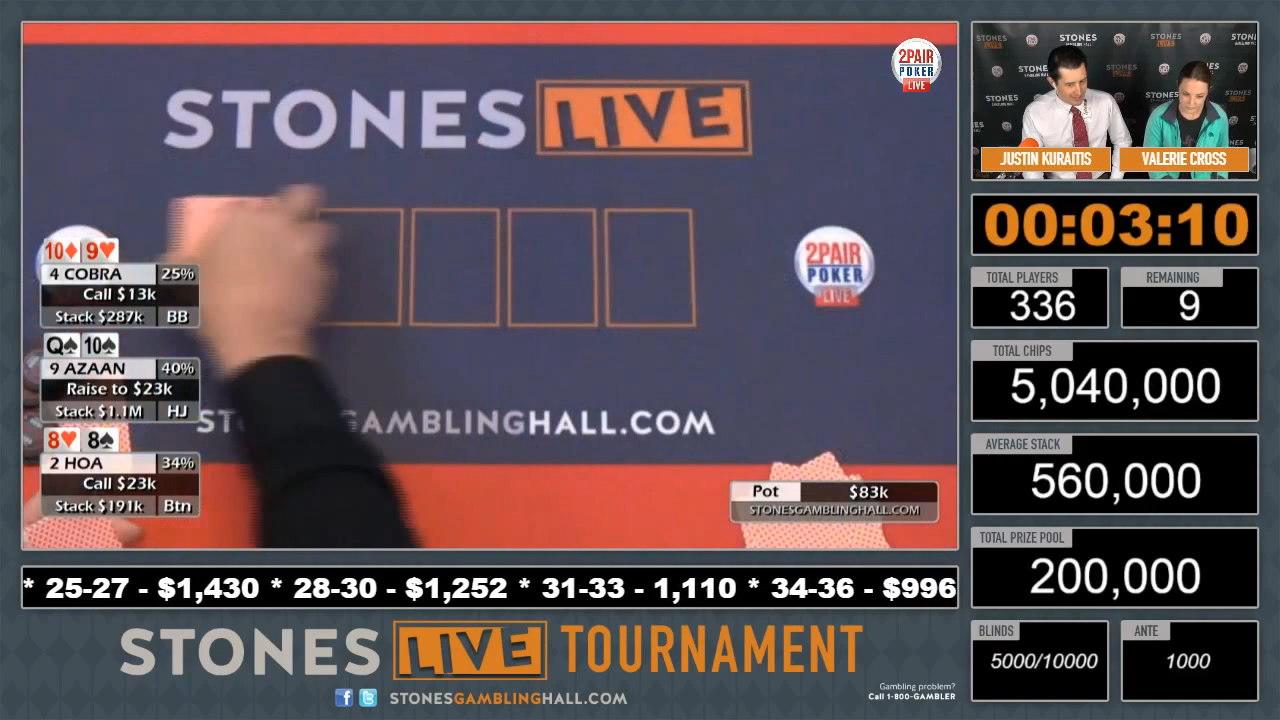 STONES LIVE
2PAIR
POKER
LIVE
10♦ 9♥
4 COBRA 25%
Call $13k
Stack $287k BB
Q♠ 10♠
9 AZAAN 40%
Raise to $23k
Stack $1.1M HJ
8♥ 8♠
2 HOA 34%
Call $23k
Stack $191k Btn
2PAIR
POKER
LIVE
ST GAMBLINGHALL.COM
Pot $83k
STONESGAMBLINGHALL.COM
JUSTIN KURAITIS VALERIE CROSS
00:03:10
TOTAL PLAYERS REMAINING
336 9
TOTAL CHIPS
5,040,000
AVERAGE STACK
560,000
TOTAL PRIZE POOL
200,000
BLINDS ANTE
5000/10000 1000
* 25-27 - $1,430 * 28-30 - $1,252 * 31-33 - 1,110 * 34-36 - $996
STONES LIVE TOURNAMENT
STONESGAMBLINGHALL.COM
Gambling problem?
Call 1-800-GAMBLER